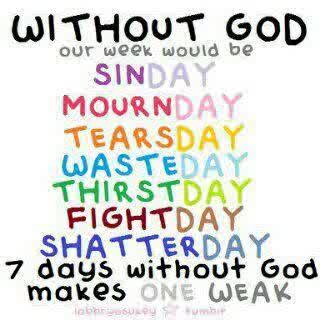 WITHOUT GOD
our week would be
SINDAY
MOURNDAY
TEARSDAY
WASTEDAY
THIRSTDAY
FIGHTDAY
SHATTERDAY
7 days without God
makes ONE WEAK
tumblr